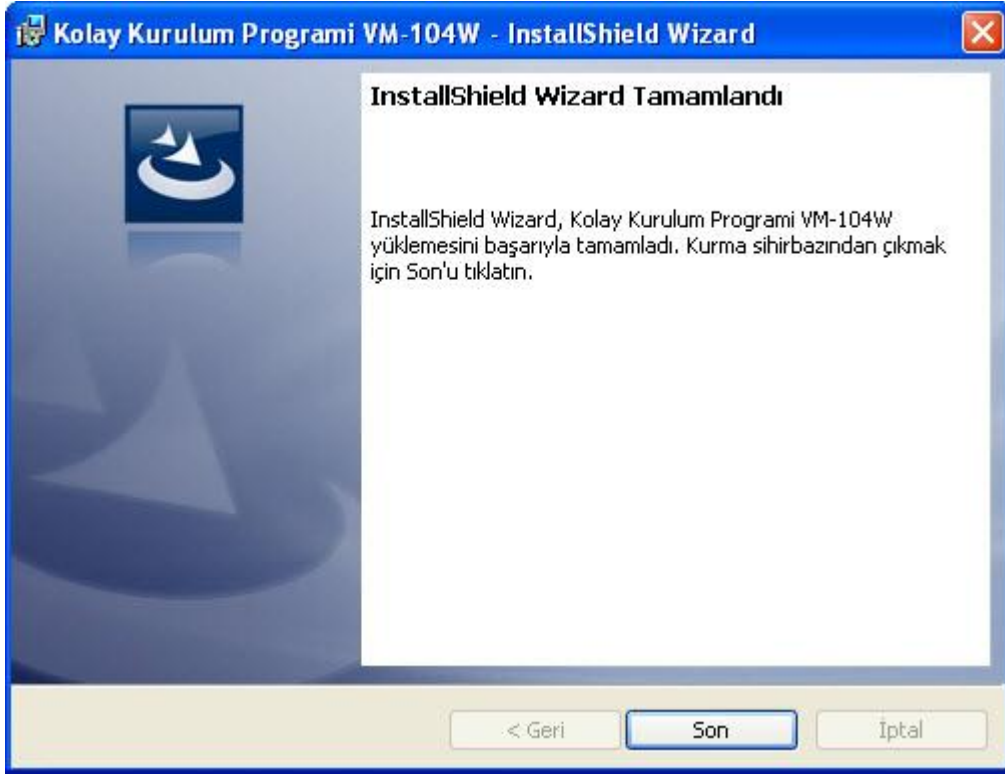 Kolay Kurulum Programi VM-104W - InstallShield Wizard
InstallShield Wizard Tamamlandı
InstallShield Wizard, Kolay Kurulum Programi VM-104W
yüklemesini başarıyla tamamladı. Kurma sihirbazından çıkmak
için Son'u tıklatın.
< Geri
Son
İptal